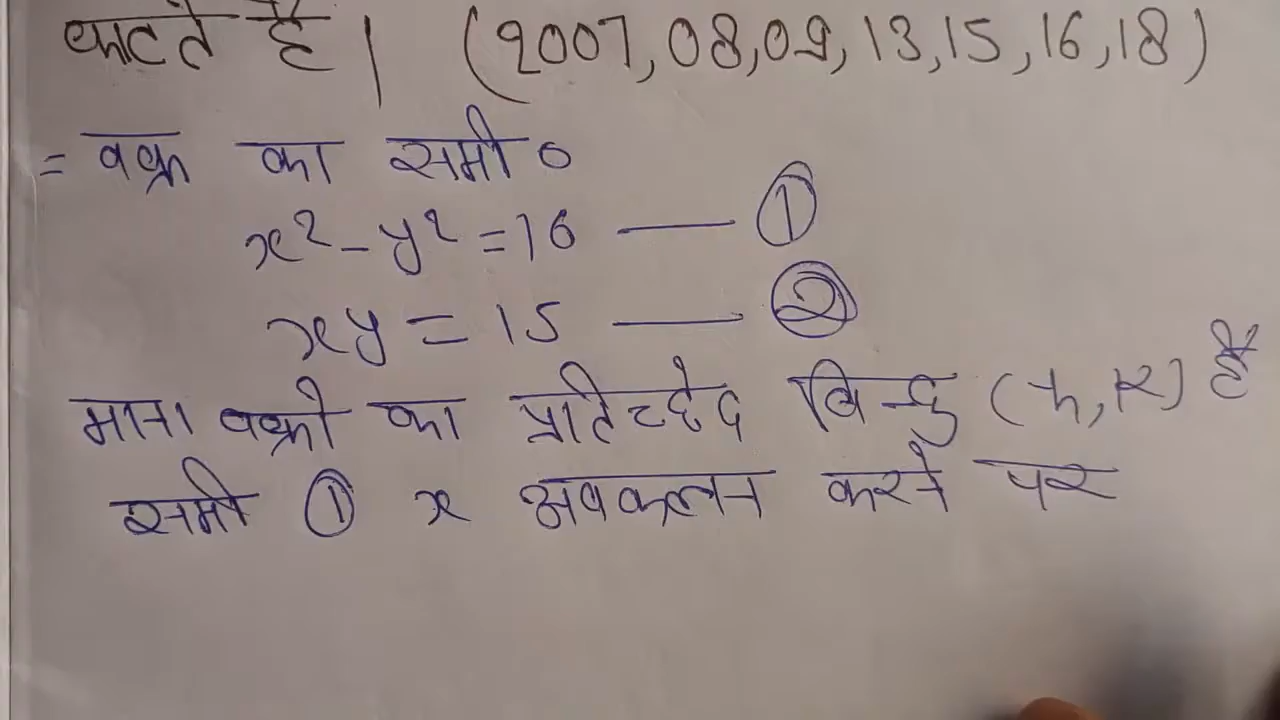 काटते हैं। (2007,08,09,13,15,16,18)
= वक्र का समी०
x² - y² = 16 — ①
xy = 15 — ②
माना वक्रो का प्रतिच्छेद बिन्दु (h, k) है
समी ① x अवकलन करने पर